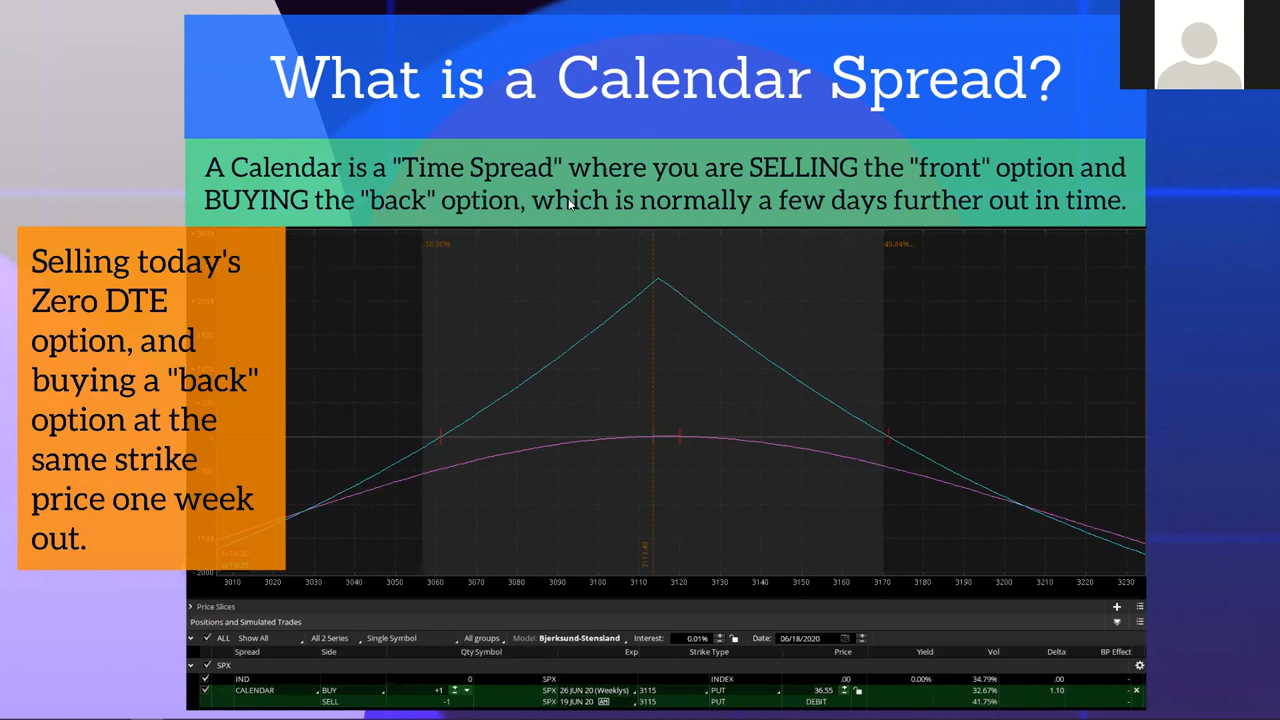 What is a Calendar Spread?
A Calendar is a "Time Spread" where you are SELLING the "front" option and
BUYING the "back" option, which is normally a few days further out in time.
Selling today's
Zero DTE
option, and
buying a "back"
option at the
same strike
price one week
out.
50.36% 49.64%...
3010 3020 3030 3040 3050 3060 3070 3080 3090 3100 3110 3120 3130 3140 3150 3160 3170 3180 3190 3200 3210 3220 3230
Price Slices
Positions and Simulated Trades
ALL Show All All 2 Series Single Symbol All groups Model: Bjerksund-Stensland Interest: 0.01% Date: 06/18/2020
Spread Side Qty Symbol Exp Strike Type Price Yield Vol Delta BP Effect
SPX
IND 0 SPX INDEX .00 0.00% 34.79% .00 -
CALENDAR BUY +1 SPX 26 JUN 20 (Weeklys) 3115 PUT 36.55 32.67% 1.10 -
SELL -1 SPX 19 JUN 20 AM 3115 PUT DEBIT 41.75% -